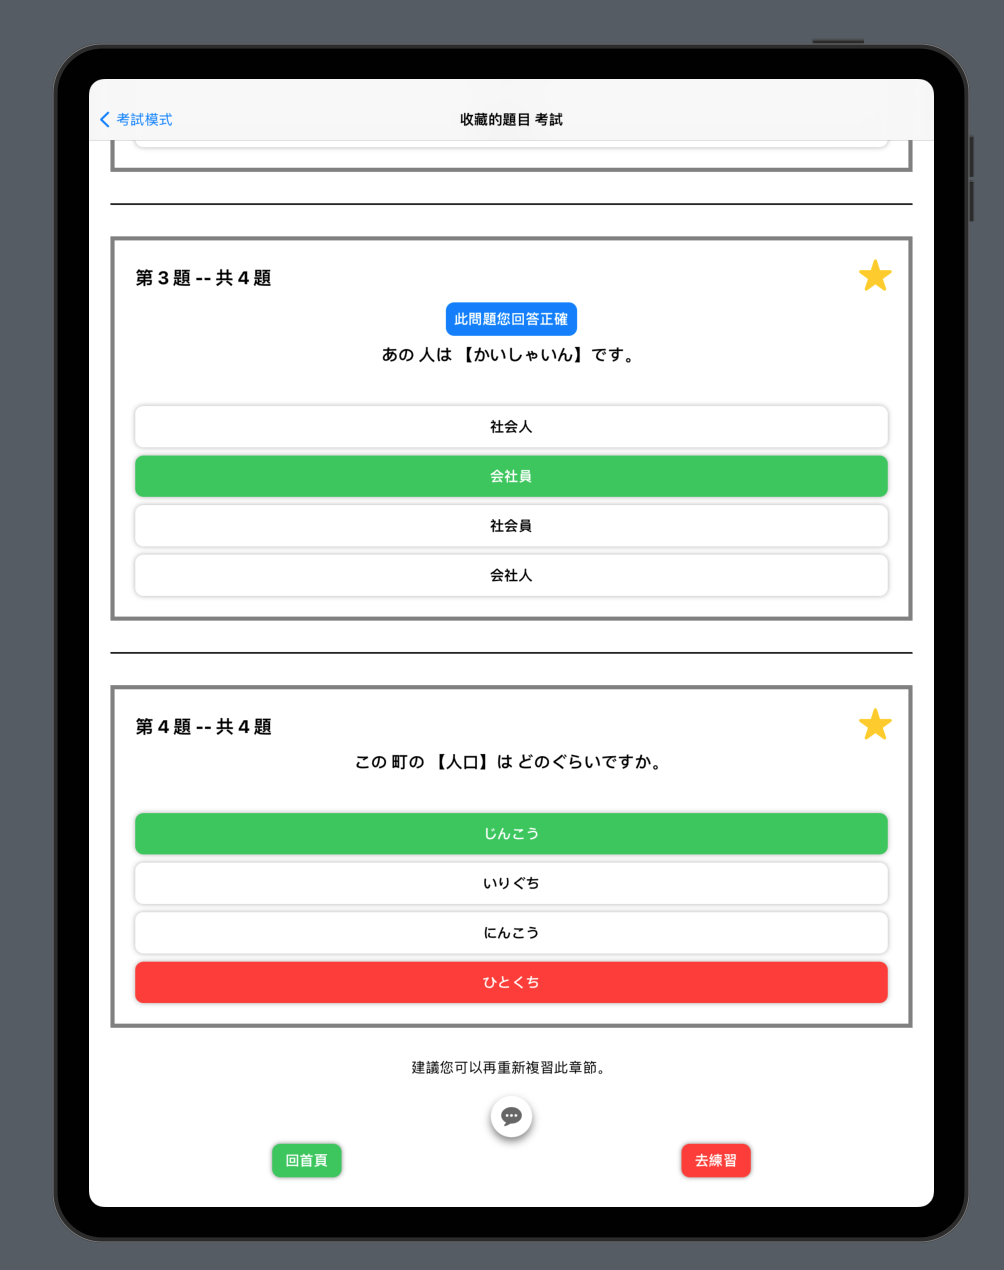 考試模式
收藏的題目 考試
第 3 題 -- 共 4 題
此問題您回答正確
あの 人は 【かいしゃいん】です。
社会人
会社員
社会員
会社人
第 4 題 -- 共 4 題
この 町の 【人口】は どのぐらいですか。
じんこう
いりぐち
にんこう
ひとくち
建議您可以再重新複習此章節。
回首頁
去練習